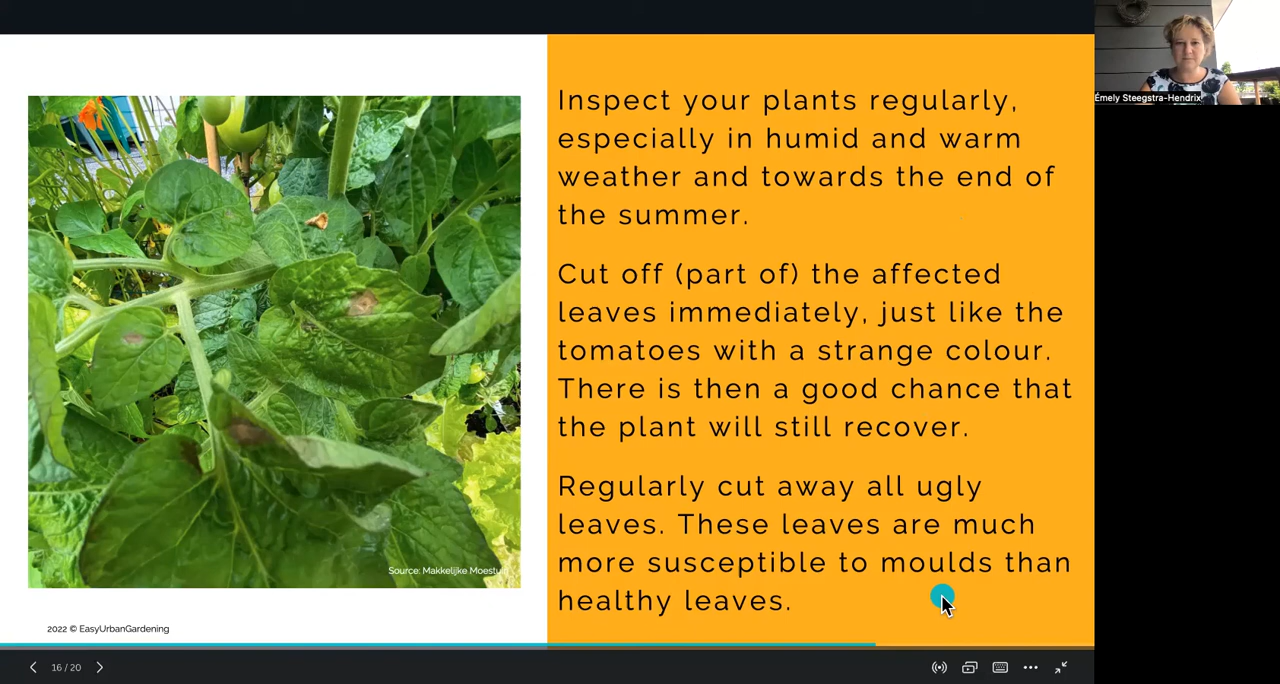 Inspect your plants regularly,
especially in humid and warm
weather and towards the end of
the summer.
Cut off (part of) the affected
leaves immediately, just like the
tomatoes with a strange colour.
There is then a good chance that
the plant will still recover.
Regularly cut away all ugly
leaves. These leaves are much
more susceptible to moulds than
healthy leaves.
Source: Makkelijke Moestuin
2022 © EasyUrbanGardening
16 / 20
Émely Steegstra-Hendrix